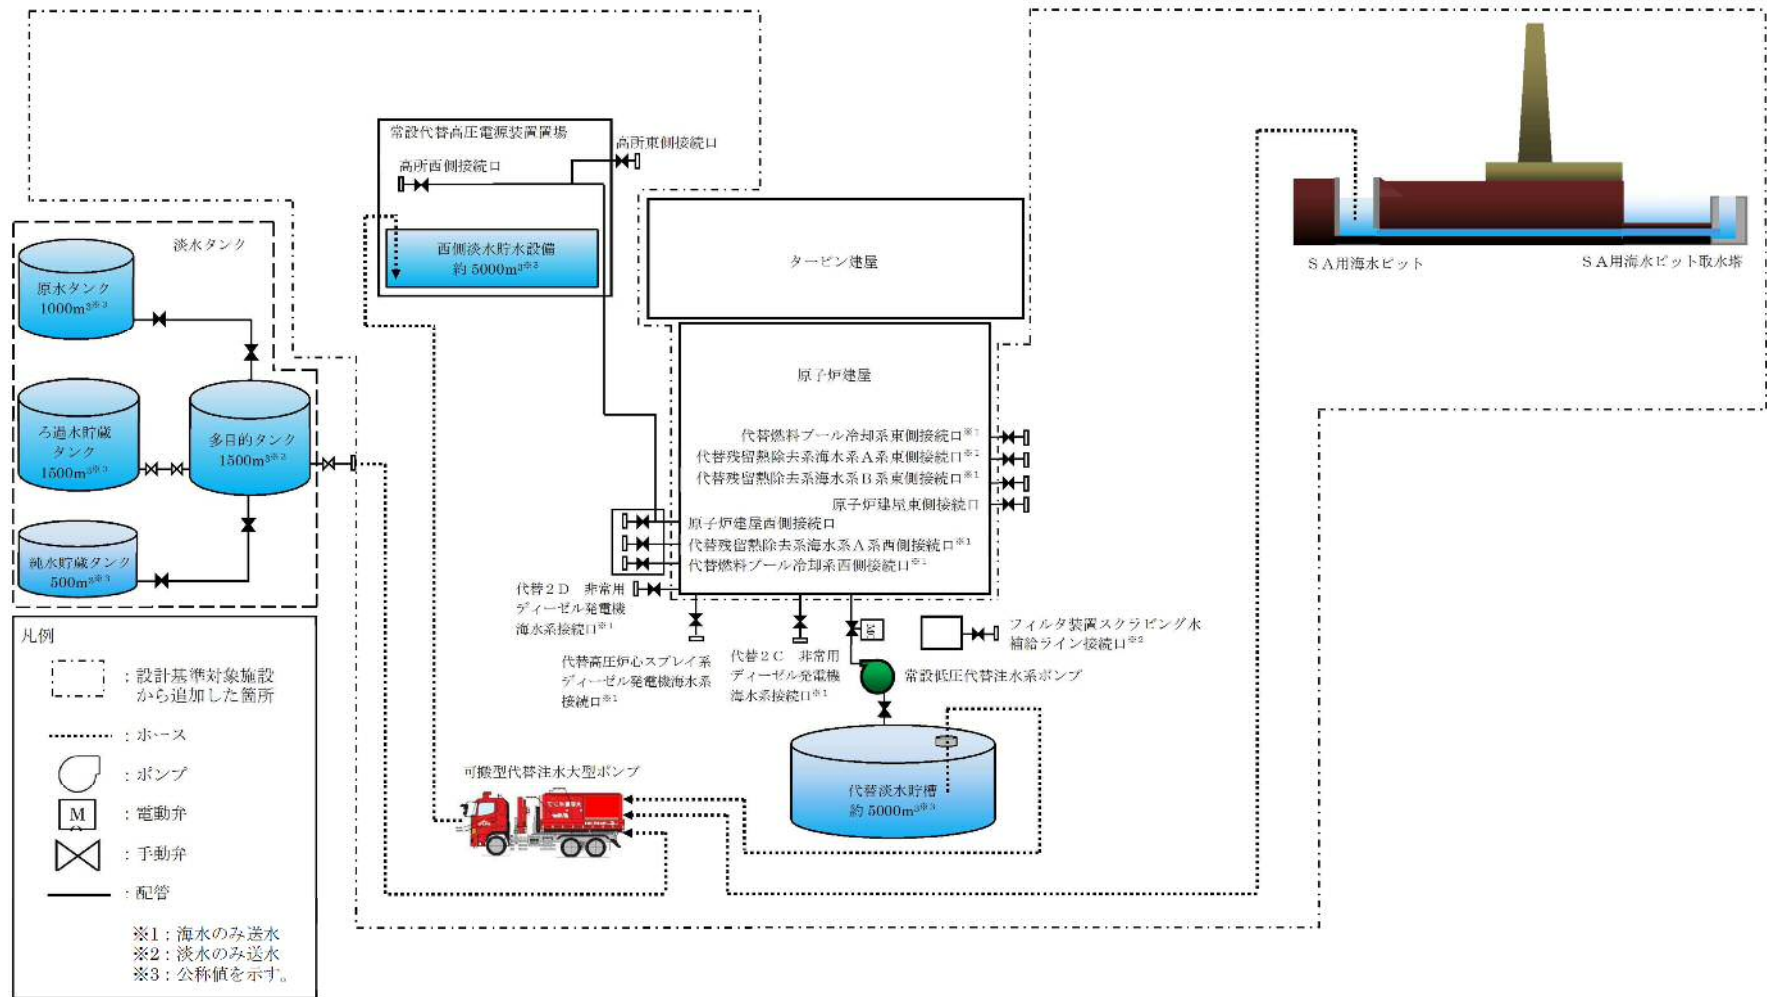 常設代替高圧電源装置置場
高所東側接続口
高所西側接続口
西側淡水貯水設備
約 5000m³※3
淡水タンク
原水タンク
1000m³※3
ろ過水貯蔵
タンク
1500m³※3
多目的タンク
1500m³※3
純水貯蔵タンク
500m³※3
タービン建屋
原子炉建屋
代替燃料プール冷却系東側接続口※1
代替残留熱除去系海水系A系東側接続口※1
代替残留熱除去系海水系B系東側接続口※1
原子炉建屋東側接続口
原子炉建屋西側接続口
代替残留熱除去系海水系A系西側接続口※1
代替燃料プール冷却系西側接続口※1
代替2D 非常用
ディーゼル発電機
海水系接続口※1
代替高圧炉心スプレイ系
ディーゼル発電機海水系
接続口※1
代替2C 非常用
ディーゼル発電機
海水系接続口※1
M
フィルタ装置スクラビング水
補給ライン接続口※2
常設低圧代替注水系ポンプ
代替淡水貯槽
約 5000m³※3
可搬型代替注水大型ポンプ
SA用海水ピット
SA用海水ピット取水塔
凡例
：設計基準対象施設
から追加した箇所
：ホース
：ポンプ
M
：電動弁
：手動弁
：配管
※1：海水のみ送水
※2：淡水のみ送水
※3：公称値を示す。